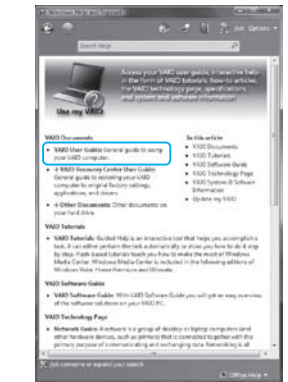 Windows Help and Support
Ask Options
Search Help
Access your VAIO user guide, interactive help
in the form of VAIO tutorials, how-to articles,
the VAIO technology page, specifications
and system and software information
Use my VAIO
VAIO Documents
VAIO User Guide: General guide to using
your VAIO computer.
VAIO Recovery Center User Guide:
General guide to restoring your VAIO
computer to original factory settings,
applications, and drivers.
Other Documents: Other documents on
your hard drive.
In this article
VAIO Documents
VAIO Tutorials
VAIO Software Guide
VAIO Technology Page
VAIO System & Software
Information
Update my VAIO
VAIO Tutorials
VAIO Tutorials: Guided Help is an interactive tool that helps you accomplish a
task. It can either perform the task automatically or show you how to do it step
by step. Flash based tutorials teach you how to make the most of Windows
Media Center. Windows Media Center is included in the following editions of
Windows Vista: Home Premium and Ultimate.
VAIO Software Guide
VAIO Software Guide: With VAIO Software Guide you will get an easy overview
of the software solutions on your VAIO PC.
VAIO Technology Page
Network Basics: A network is a group of desktop or laptop computers (and
other hardware devices, such as printers) that is connected together with the
primary purpose of communicating and exchanging data. Networking is all
Ask someone or expand your search
Offline Help